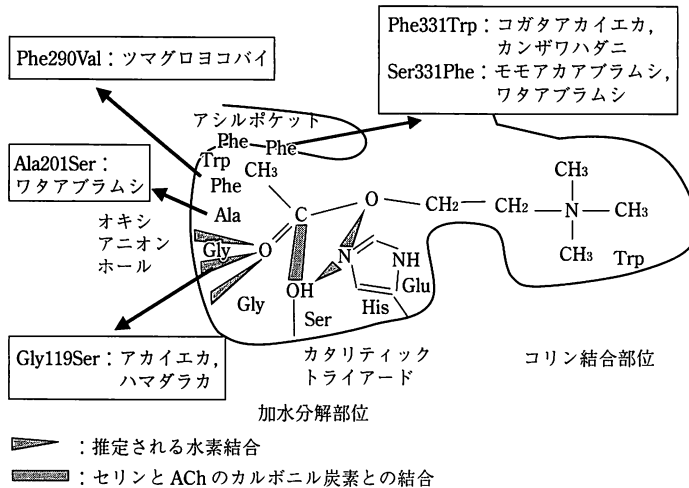 Phe331Trp：コガタアカイエカ，
カンザワハダニ
Ser331Phe：モモアカアブラムシ，
ワタアブラムシ
Phe290Val：ツマグロヨコバイ
アシルポケット
Phe
Phe
Trp
Phe
CH3
Ala201Ser：
ワタアブラムシ
Ala
オキシ
アニオン
ホール
C
O
O
CH2
CH2
N
CH3
CH3
CH3
Trp
Gly
Gly
OH
N
NH
Glu
His
Ser
Gly119Ser：アカイエカ，
ハマダラカ
カタリティック
トライアード
コリン結合部位
加水分解部位
：推定される水素結合
：セリンと ACh のカルボニル炭素との結合